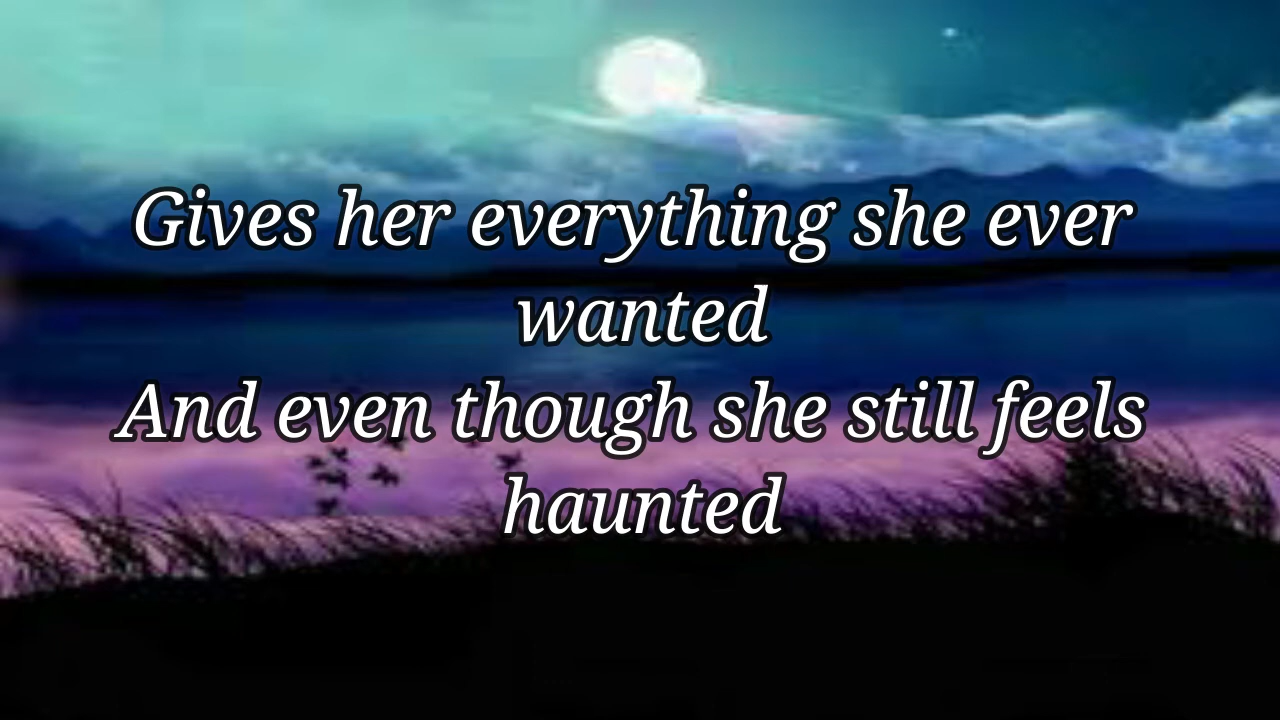 Gives her everything she ever
wanted
And even though she still feels
haunted